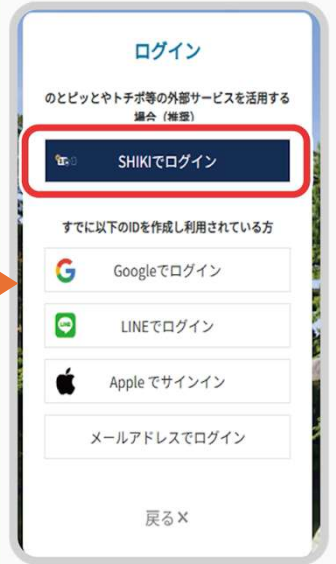 ログイン
のとピッとやトチポ等の外部サービスを活用する
場合（推奨）
SHIKIでログイン
すでに以下のIDを作成し利用されている方
Googleでログイン
LINEでログイン
Apple でサインイン
メールアドレスでログイン
戻る×